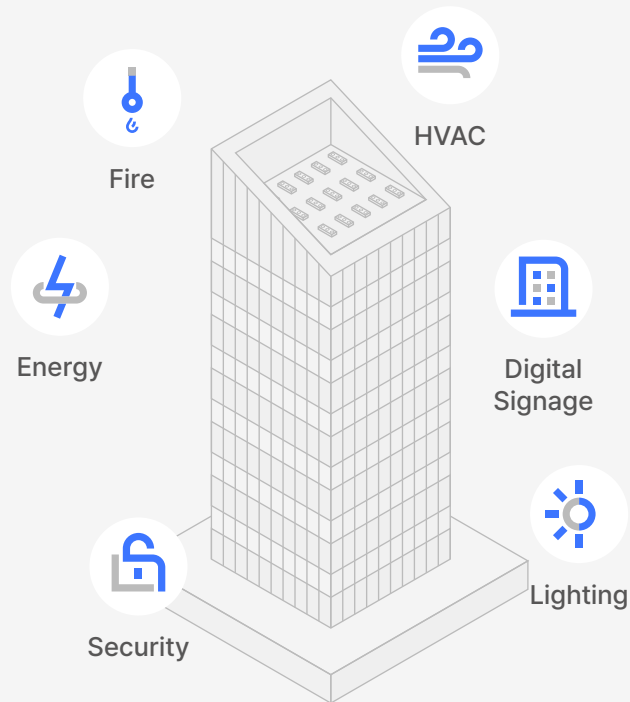 HVAC
Fire
Energy
Digital
Signage
Lighting
Security